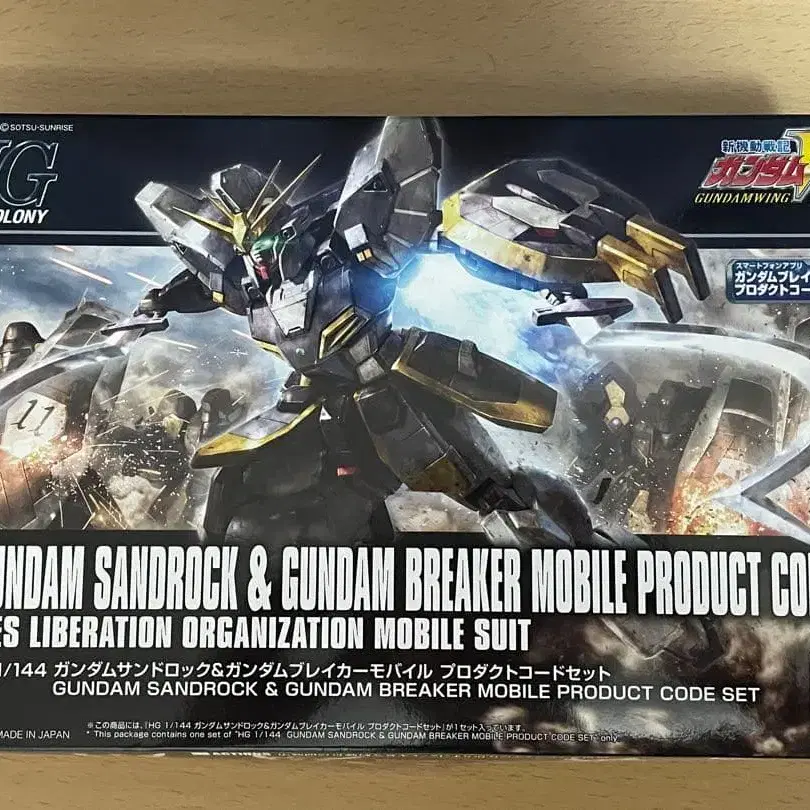 ©SOTSU・SUNRISE
HG
COLONY
新機動戦記
ガンダムW
GUNDAMWING
スマートフォンアプリ
ガンダムブレイ
プロダクトコー
11
UNDAM SANDROCK & GUNDAM BREAKER MOBILE PRODUCT CO
ES LIBERATION ORGANIZATION MOBILE SUIT
1/144 ガンダムサンドロック&ガンダムブレイカーモバイル プロダクトコードセット
GUNDAM SANDROCK & GUNDAM BREAKER MOBILE PRODUCT CODE SET
MADE IN JAPAN
※この商品には、「HG 1/144 ガンダムサンドロック&ガンダムブレイカーモバイル プロダクトコードセット」が1セット入っています。
* This package contains one set of "HG 1/144 GUNDAM SANDROCK & GUNDAM BREAKER MOBILE PRODUCT CODE SET" only